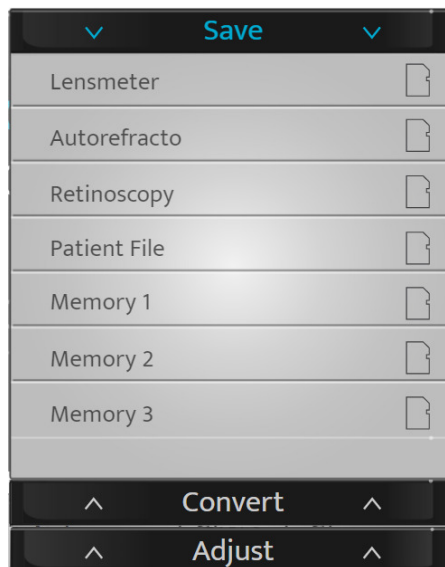 Save
Lensmeter
Autorefracto
Retinoscopy
Patient File
Memory 1
Memory 2
Memory 3
Convert
Adjust